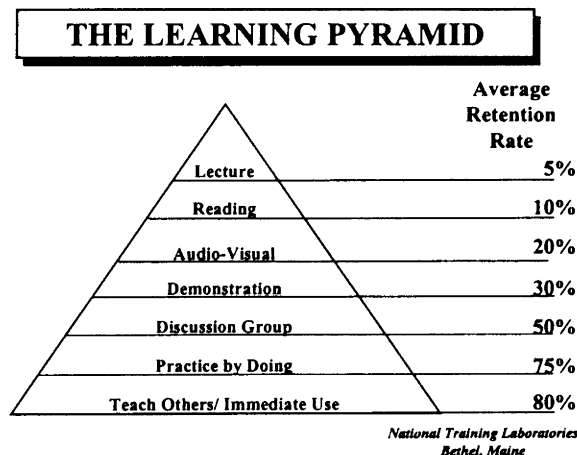 THE LEARNING PYRAMID
Average
Retention
Rate
Lecture 5%
Reading 10%
Audio-Visual 20%
Demonstration 30%
Discussion Group 50%
Practice by Doing 75%
Teach Others/ Immediate Use 80%
National Training Laboratories
Bethel, Maine